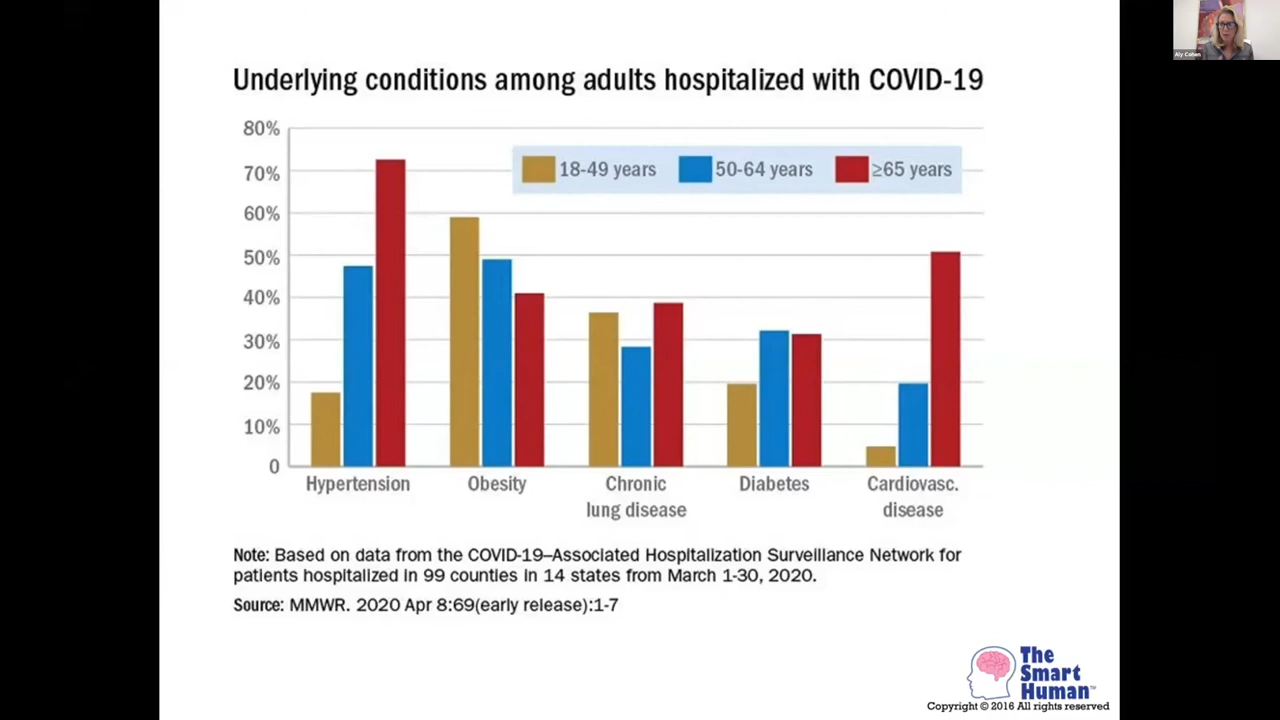 Aly Cohen
Underlying conditions among adults hospitalized with COVID-19
80%
70%
60%
50%
40%
30%
20%
10%
0
18-49 years
50-64 years
≥65 years
Hypertension
Obesity
Chronic
lung disease
Diabetes
Cardiovasc.
disease
Note: Based on data from the COVID-19–Associated Hospitalization Surveillance Network for
patients hospitalized in 99 counties in 14 states from March 1-30, 2020.
Source: MMWR. 2020 Apr 8:69(early release):1-7
The
Smart
Human™
Copyright © 2016 All rights reserved